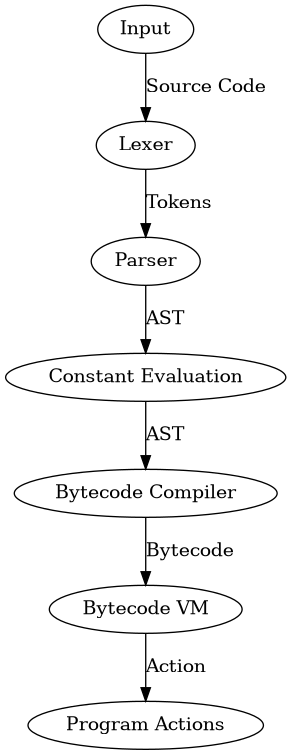 Input
Source Code
Lexer
Tokens
Parser
AST
Constant Evaluation
AST
Bytecode Compiler
Bytecode
Bytecode VM
Action
Program Actions